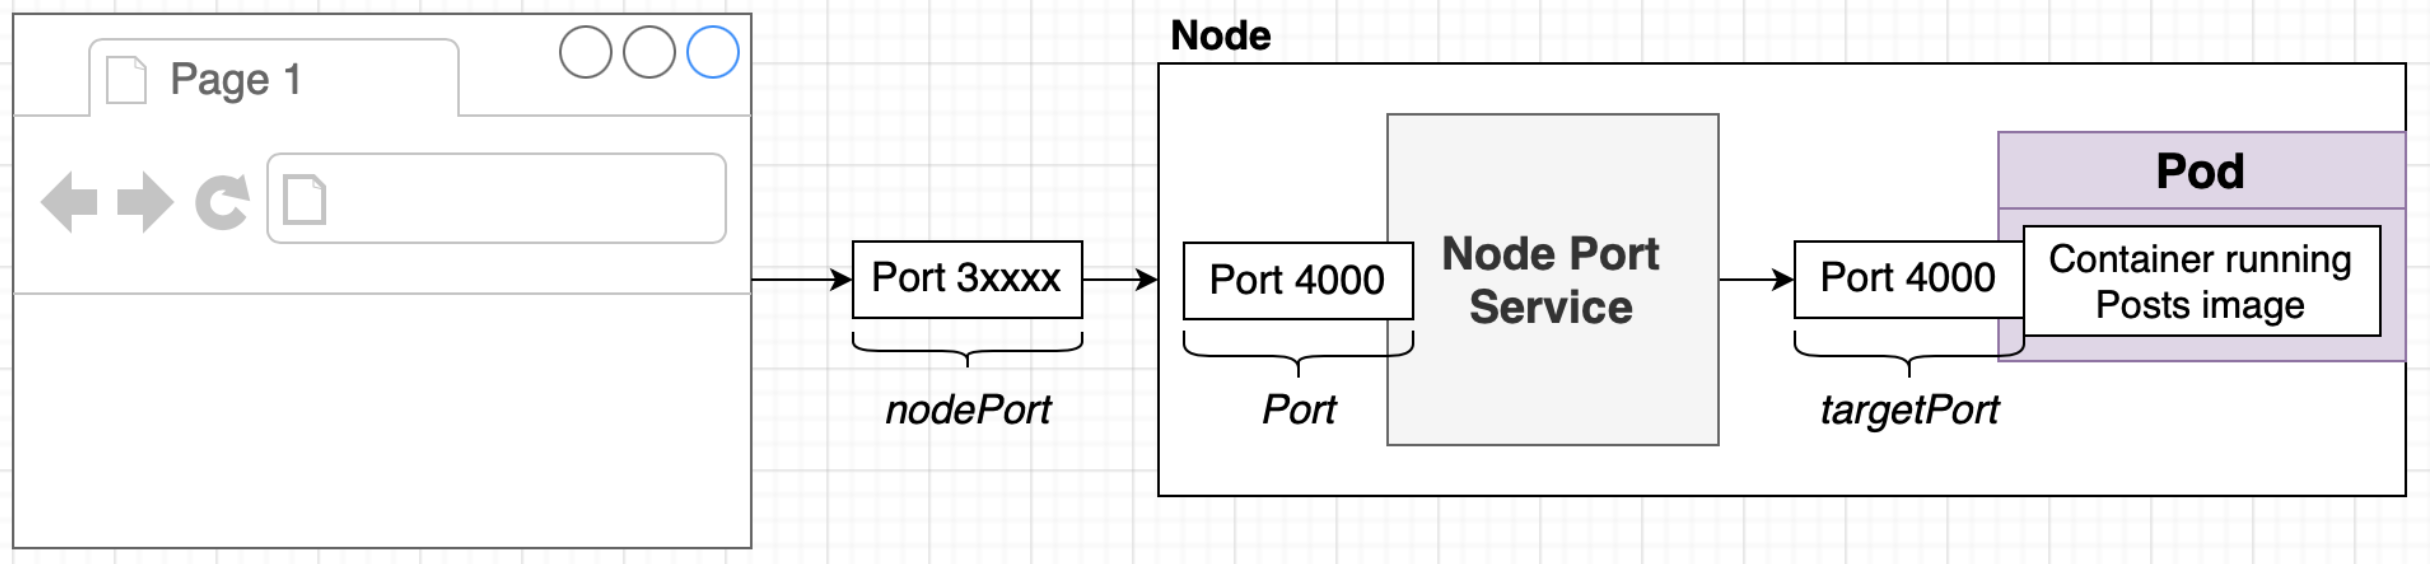 Page 1
Node
Port 3xxxx
nodePort
Port 4000
Port
Node Port
Service
Port 4000
targetPort
Pod
Container running
Posts image